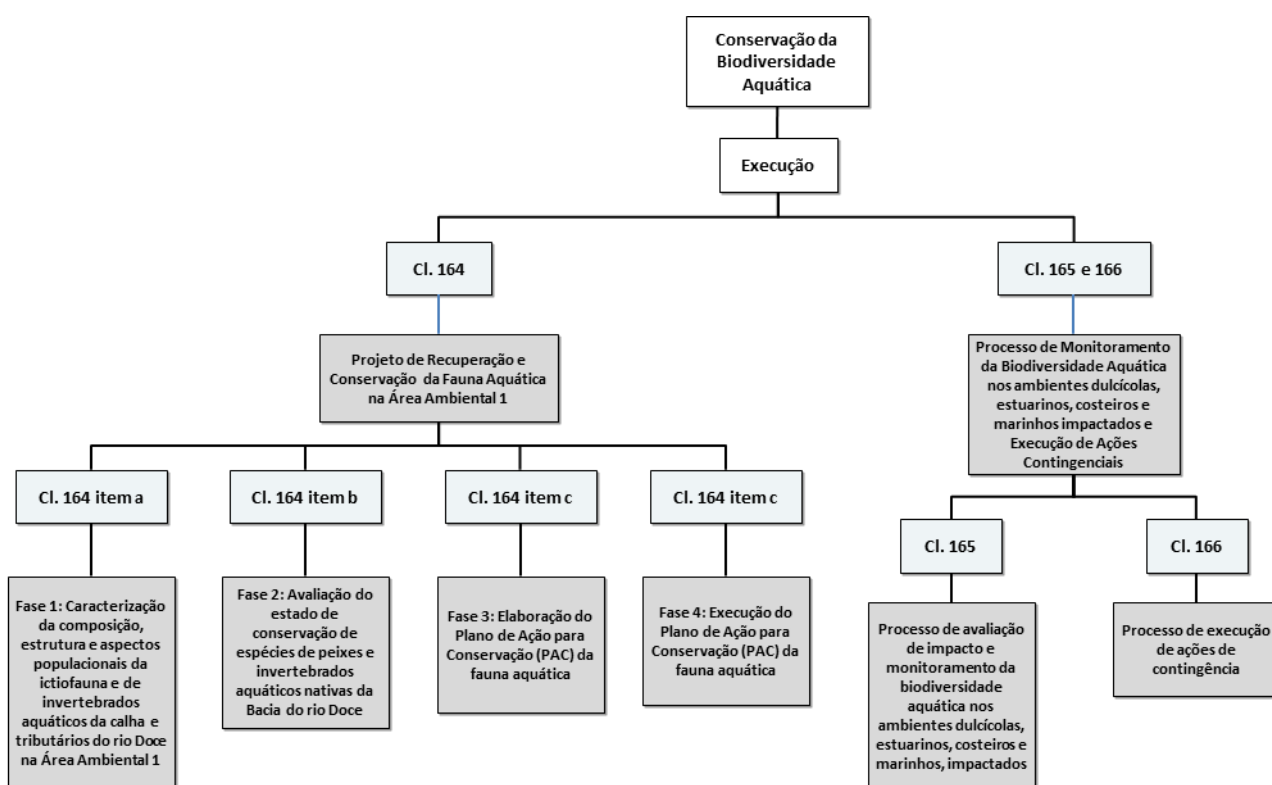 Conservação da
Biodiversidade
Aquática
Execução
Cl. 164
Cl. 165 e 166
Projeto de Recuperação e
Conservação da Fauna Aquática
na Área Ambiental 1
Processo de Monitoramento
da Biodiversidade Aquática
nos ambientes dulcícolas,
estuarinos, costeiros e
marinhos impactados e
Execução de Ações
Contingenciais
Cl. 164 item a
Cl. 164 item b
Cl. 164 item c
Cl. 164 item c
Cl. 165
Cl. 166
Fase 1: Caracterização
da composição,
estrutura e aspectos
populacionais da
ictiofauna e de
invertebrados
aquáticos da calha e
tributários do rio Doce
na Área Ambiental 1
Fase 2: Avaliação do
estado de
conservação de
espécies de peixes e
invertebrados
aquáticos nativas da
Bacia do rio Doce
Fase 3: Elaboração do
Plano de Ação para
Conservação (PAC) da
fauna aquática
Fase 4: Execução do
Plano de Ação para
Conservação (PAC) da
fauna aquática
Processo de avaliação
de impacto e
monitoramento da
biodiversidade
aquática nos
ambientes dulcícolas,
estuarinos, costeiros e
marinhos, impactados
Processo de execução
de ações de
contingência